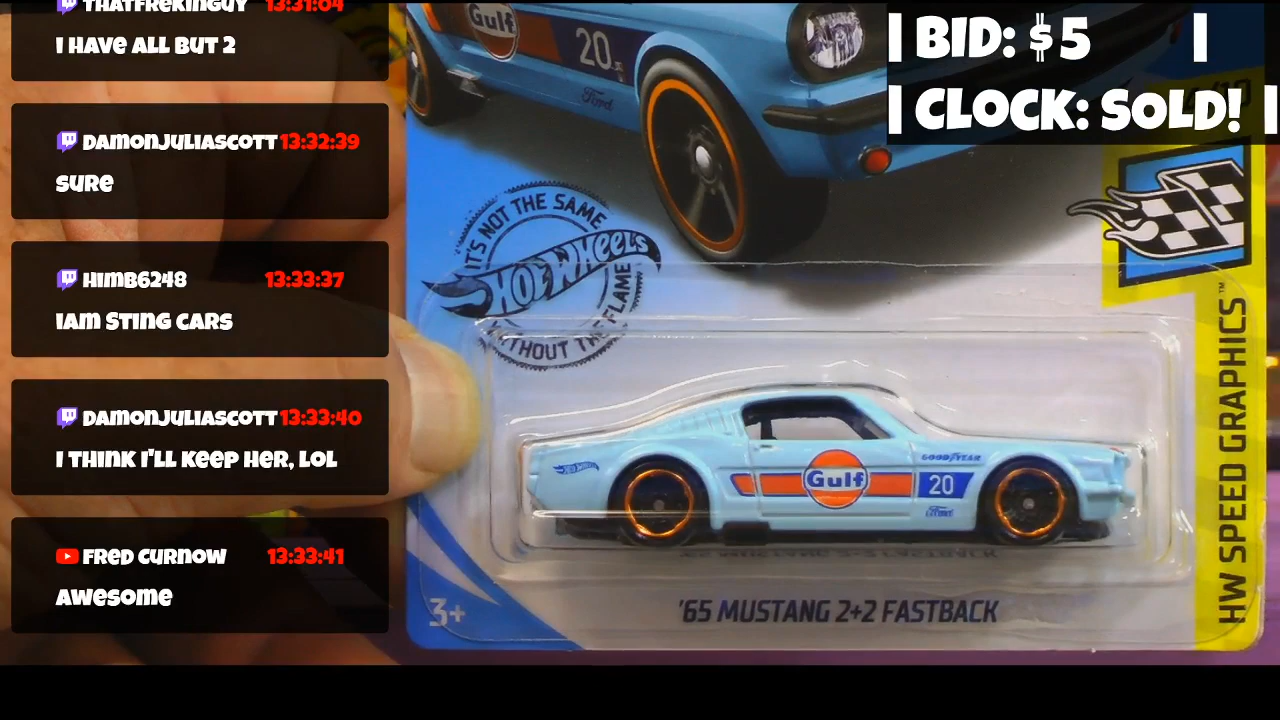 THATFREKINGUY 13:31:04
I HAVE ALL BUT 2
DAMONJULIASCOTT 13:32:39
SURE
HIMB6248 13:33:37
IAM STING CARS
DAMONJULIASCOTT 13:33:40
I THINK I'LL KEEP HER, LOL
FRED CURNOW 13:33:41
AWESOME
| BID: $5 |
| CLOCK: SOLD! |
Gulf
20
Ford
IT'S NOT THE SAME
HOT WHEELS
WITHOUT THE FLAME
HW SPEED GRAPHICS™
HOT WHEELS
Gulf
GOODYEAR
20
Ford
3+
'65 MUSTANG 2+2 FASTBACK